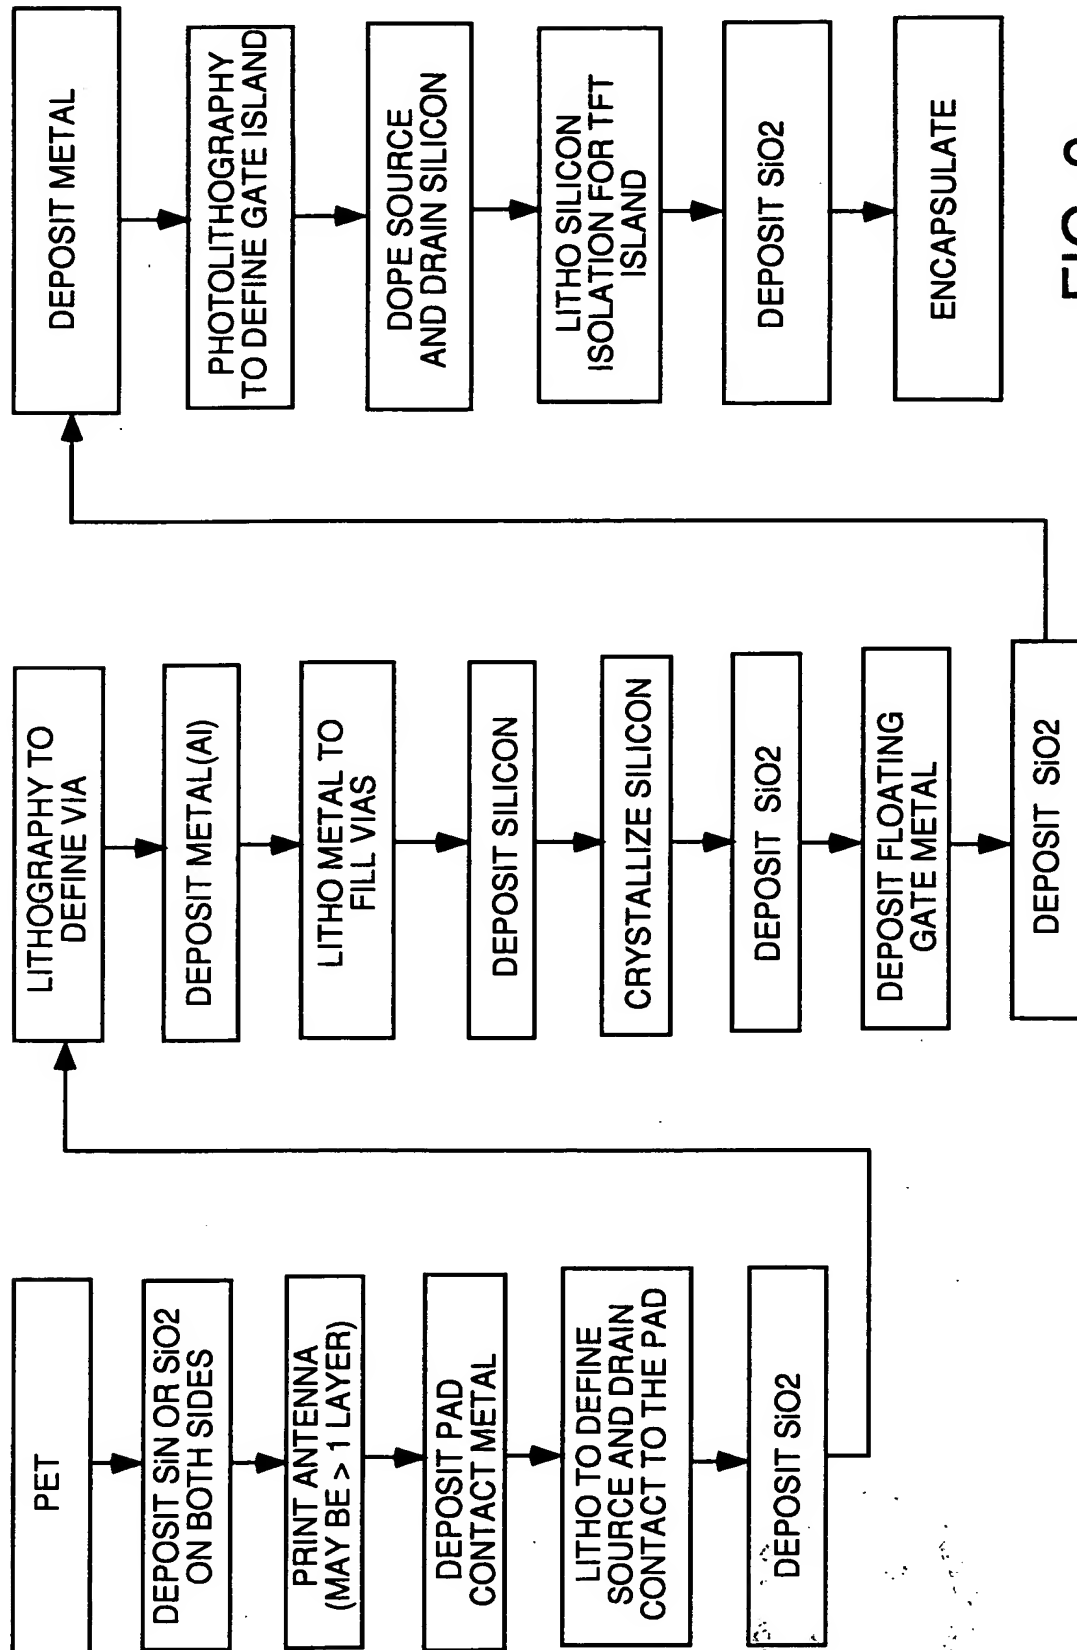 PET
DEPOSIT SiN OR SiO2
ON BOTH SIDES
PRINT ANTENNA
(MAY BE > 1 LAYER)
DEPOSIT PAD
CONTACT METAL
LITHO TO DEFINE
SOURCE AND DRAIN
CONTACT TO THE PAD
DEPOSIT SiO2
LITHOGRAPHY TO
DEFINE VIA
DEPOSIT METAL(Al)
LITHO METAL TO
FILL VIAS
DEPOSIT SILICON
CRYSTALLIZE SILICON
DEPOSIT SiO2
DEPOSIT FLOATING
GATE METAL
DEPOSIT SiO2
DEPOSIT METAL
PHOTOLITHOGRAPHY
TO DEFINE GATE ISLAND
DOPE SOURCE
AND DRAIN SILICON
LITHO SILICON
ISOLATION FOR TFT
ISLAND
DEPOSIT SiO2
ENCAPSULATE
FIG.